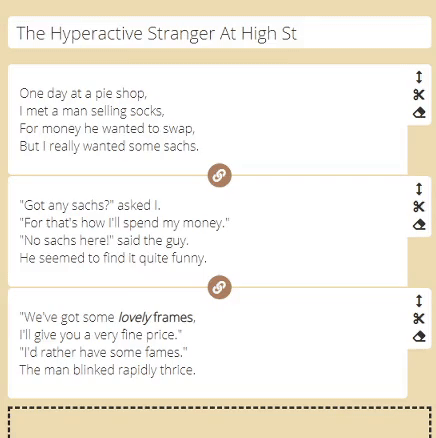 The Hyperactive Stranger At High St
One day at a pie shop,
I met a man selling socks,
For money he wanted to swap,
But I really wanted some sachs.
"Got any sachs?" asked I.
"For that's how I'll spend my money."
"No sachs here!" said the guy.
He seemed to find it quite funny.
"We've got some lovely frames,
I'll give you a very fine price."
"I'd rather have some fames."
The man blinked rapidly thrice.